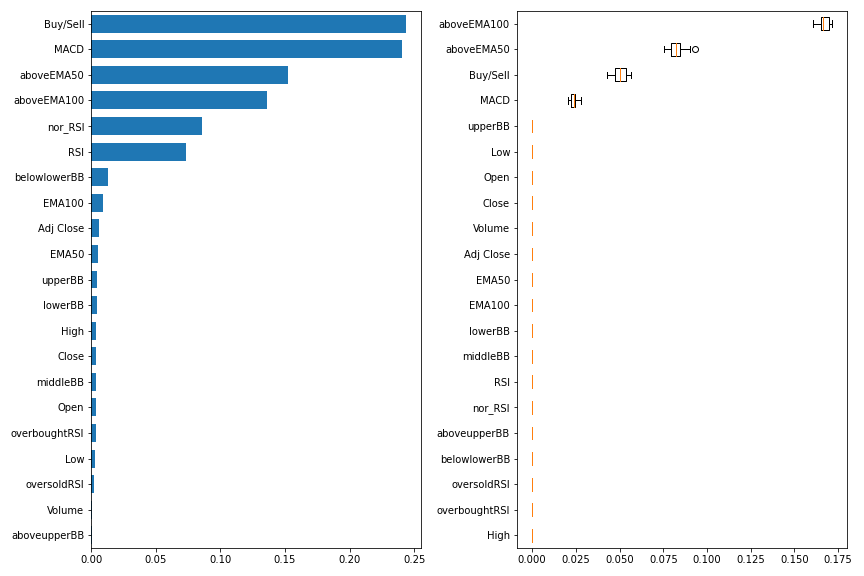 Buy/Sell
MACD
aboveEMA50
aboveEMA100
nor_RSI
RSI
belowlowerBB
EMA100
Adj Close
EMA50
upperBB
lowerBB
High
Close
middleBB
Open
overboughtRSI
Low
oversoldRSI
Volume
aboveupperBB
0.00 0.05 0.10 0.15 0.20 0.25
aboveEMA100
aboveEMA50
Buy/Sell
MACD
upperBB
Low
Open
Close
Volume
Adj Close
EMA50
EMA100
lowerBB
middleBB
RSI
nor_RSI
aboveupperBB
belowlowerBB
oversoldRSI
overboughtRSI
High
0.000 0.025 0.050 0.075 0.100 0.125 0.150 0.175